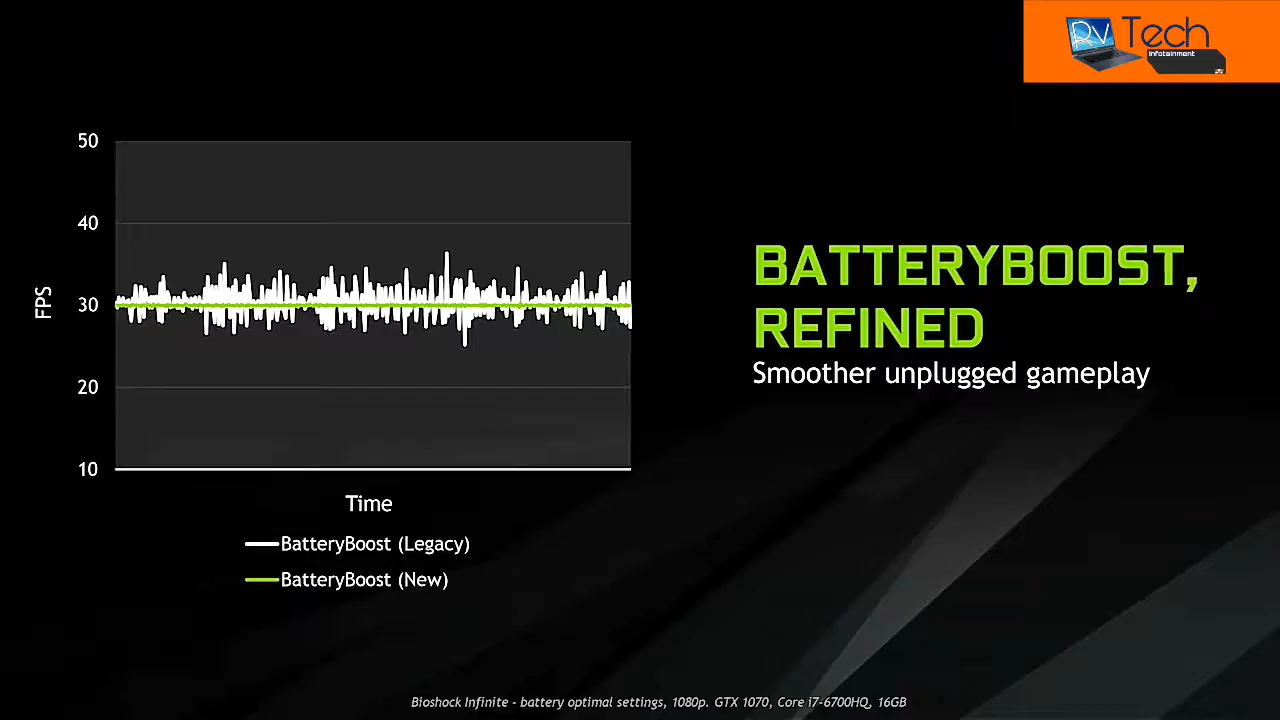 RV Tech
infotainment
50
40
30
20
10
FPS
Time
BatteryBoost (Legacy)
BatteryBoost (New)
BATTERYBOOST,
REFINED
Smoother unplugged gameplay
Bioshock Infinite - battery optimal settings, 1080p. GTX 1070, Core i7-6700HQ, 16GB